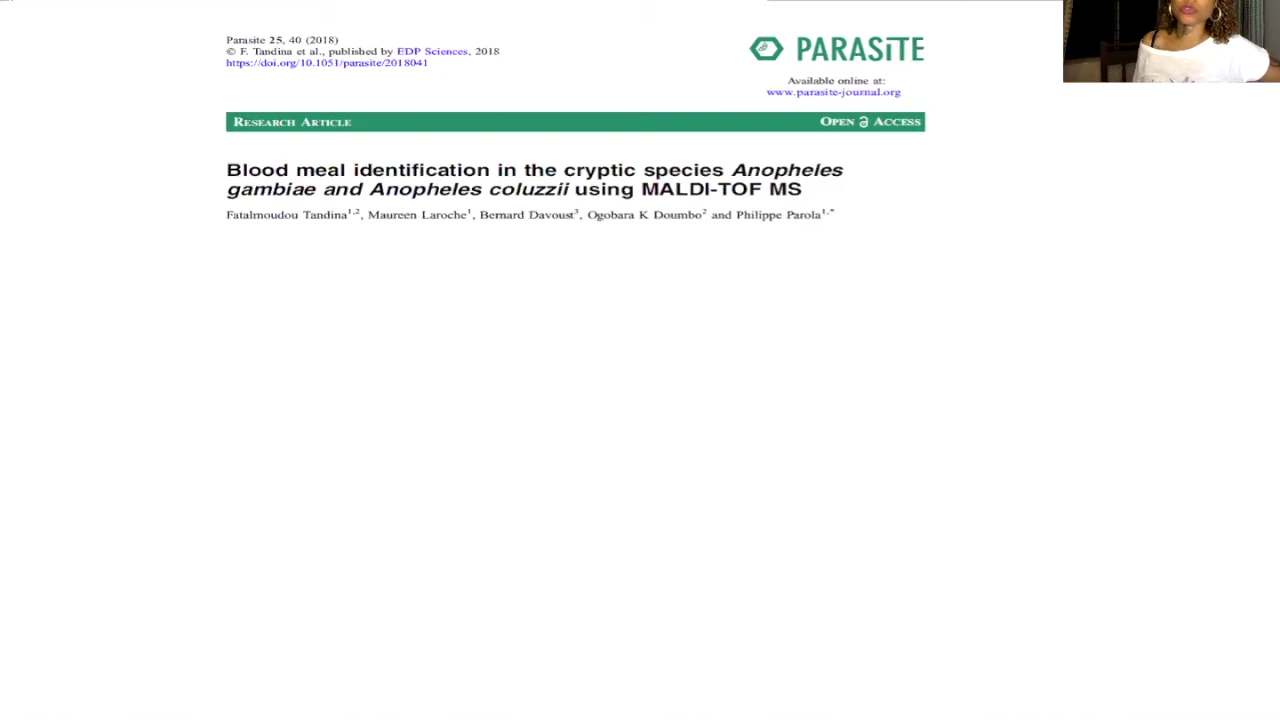 Parasite 25, 40 (2018)
© F. Tandina et al., published by EDP Sciences, 2018
https://doi.org/10.1051/parasite/2018041
PARASiTE
Available online at:
www.parasite-journal.org
RESEARCH ARTICLE
OPEN ACCESS
Blood meal identification in the cryptic species Anopheles
gambiae and Anopheles coluzzii using MALDI-TOF MS
Fatalmoudou Tandina1,2, Maureen Laroche1, Bernard Davoust3, Ogobara K Doumbo2 and Philippe Parola1,*